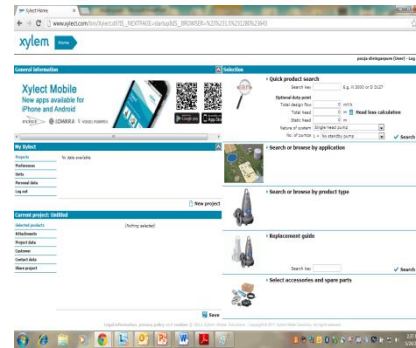 Xylect Home
www.xylect.com
xylem
Home
General information
Xylect Mobile
New apps available for
iPhone and Android
My Xylect
Projects
Preferences
Units
Personal data
Log out
No data available
New project
Current project: Untitled
Selected products
Attachments
Project data
Customer
Contact data
Share project
(Nothing selected)
Save
Selection
Quick product search
Search key
E.g. N 3000 or D 3127
Optional duty point
Total design flow
Total head
m
Head loss calculation
Static head
m
Nature of system
Single head pump
No. of pumps
No standby pump
Search
Search or browse by application
Search or browse by product type
Replacement guide
Search key
Search
Select accessories and spare parts